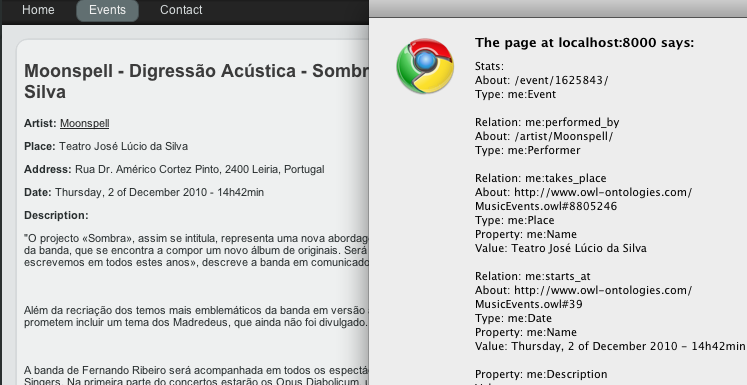 Home Events Contact
Moonspell - Digressão Acústica - Sombr
Silva
Artist: Moonspell
Place: Teatro José Lúcio da Silva
Address: Rua Dr. Américo Cortez Pinto, 2400 Leiria, Portugal
Date: Thursday, 2 of December 2010 - 14h42min
Description:
"O projecto «Sombra», assim se intitula, representa uma nova abordag
da banda, que se encontra a compor um novo álbum de originais. Será
escrevemos em todos estes anos», descreve a banda em comunicado
Além da recriação dos temos mais emblemáticos da banda em versão
prometem incluir um tema dos Madredeus, que ainda não foi divulgado.
A banda de Fernando Ribeiro será acompanhada em todos os espectá
Singers. Na primeira parte do concertos estarão os Opus Diabolicum,
The page at localhost:8000 says:
Stats:
About: /event/1625843/
Type: me:Event
Relation: me:performed_by
About: /artist/Moonspell/
Type: me:Performer
Relation: me:takes_place
About: http://www.owl-ontologies.com/
MusicEvents.owl#8805246
Type: me:Place
Property: me:Name
Value: Teatro José Lúcio da Silva
Relation: me:starts_at
About: http://www.owl-ontologies.com/
MusicEvents.owl#39
Type: me:Date
Property: me:Name
Value: Thursday, 2 of December 2010 - 14h42min
Property: me:Description